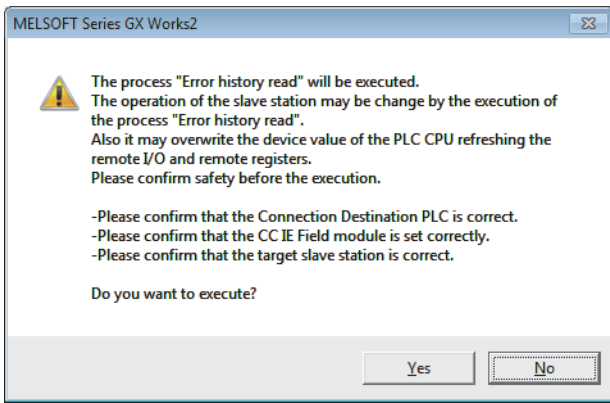 MELSOFT Series GX Works2
The process "Error history read" will be executed.
The operation of the slave station may be change by the execution of
the process "Error history read".
Also it may overwrite the device value of the PLC CPU refreshing the
remote I/O and remote registers.
Please confirm safety before the execution.
-Please confirm that the Connection Destination PLC is correct.
-Please confirm that the CC IE Field module is set correctly.
-Please confirm that the target slave station is correct.
Do you want to execute?
Yes
No